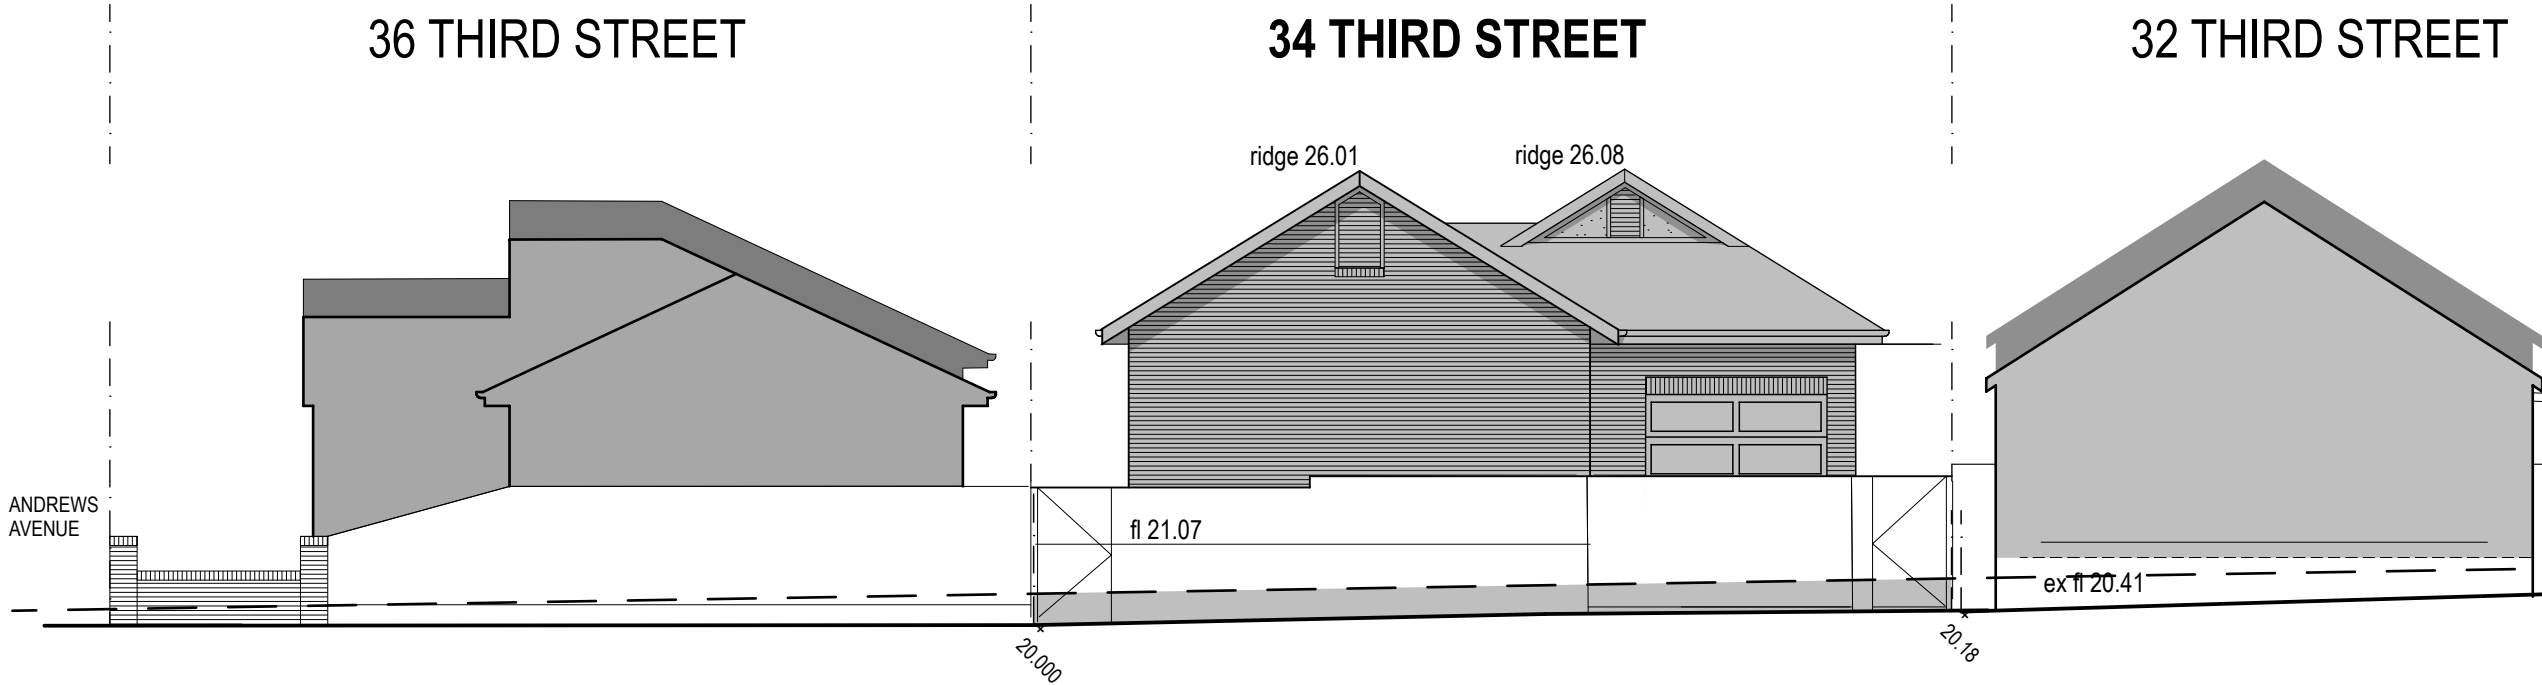 36 THIRD STREET
34 THIRD STREET
32 THIRD STREET
ridge 26.01
ridge 26.08
ANDREWS
AVENUE
fl 21.07
ex fl 20.41
20.000
20.18